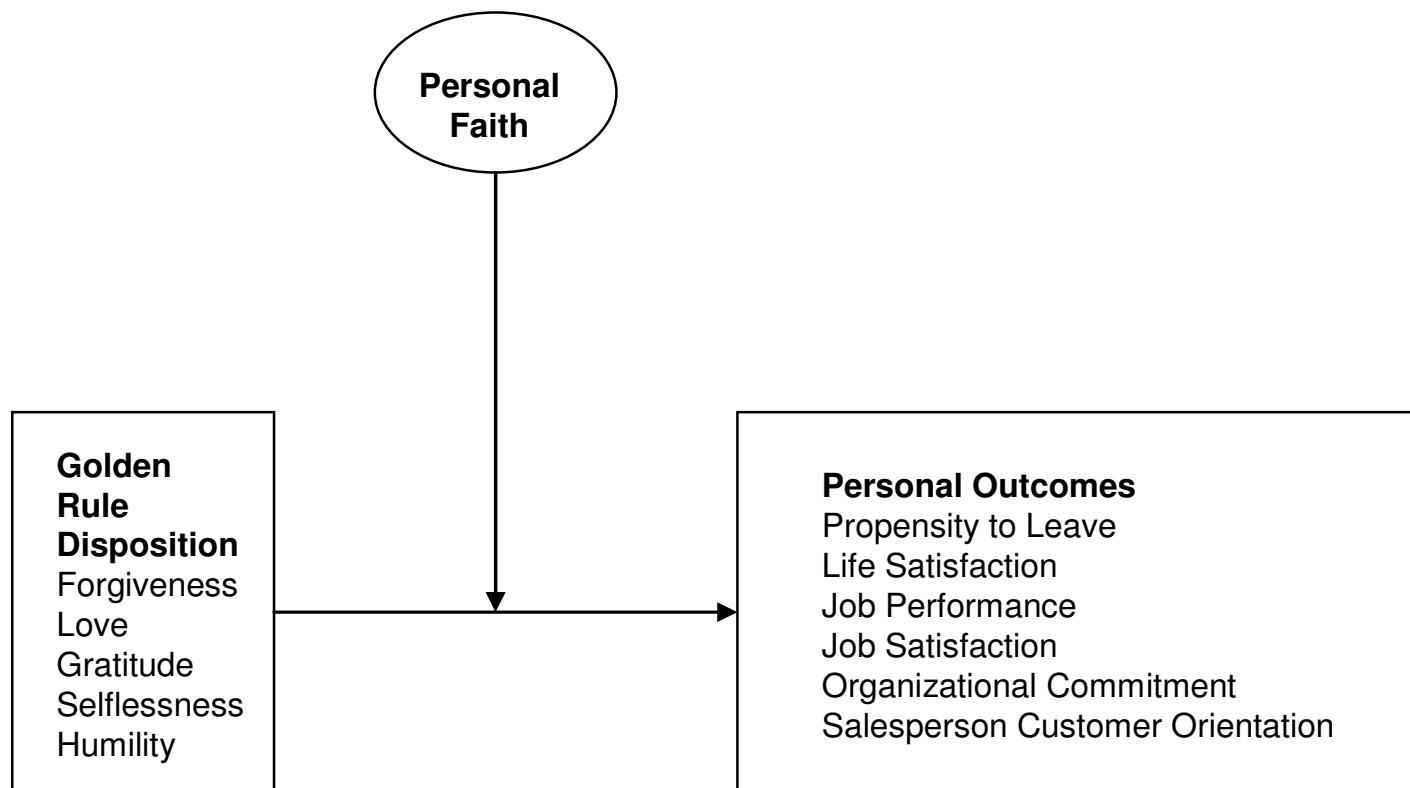 Personal
Faith
Golden
Rule
Disposition
Forgiveness
Love
Gratitude
Selflessness
Humility
Personal Outcomes
Propensity to Leave
Life Satisfaction
Job Performance
Job Satisfaction
Organizational Commitment
Salesperson Customer Orientation